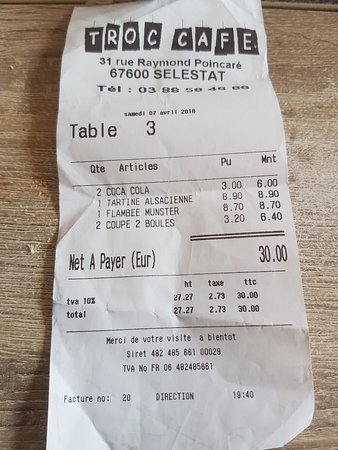 TROC CAFE
31 rue Raymond Poincaré
67600 SELESTAT
Tél : 03 88 58 46 86
samedi 07 avril 2018
Table 3
Qte Articles Pu Mnt
2 COCA COLA 3.00 6.00
1 TARTINE ALSACIENNE 8.90 8.90
1 FLAMBEE MUNSTER 8.70 8.70
2 COUPE 2 BOULES 3.20 6.40
Net A Payer (Eur) 30.00
ht taxe ttc
tva 10% 27.27 2.73 30.00
total 27.27 2.73 30.00
Merci de votre visite a bientot
Siret 482 485 661 00029
TVA No FR 06 482485661
Facture no: 20 DIRECTION 19:40